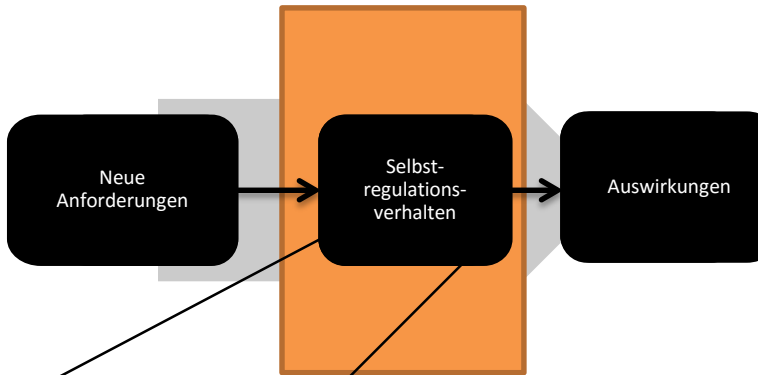 Neue
Anforderungen
Selbst-
regulations-
verhalten
Auswirkungen